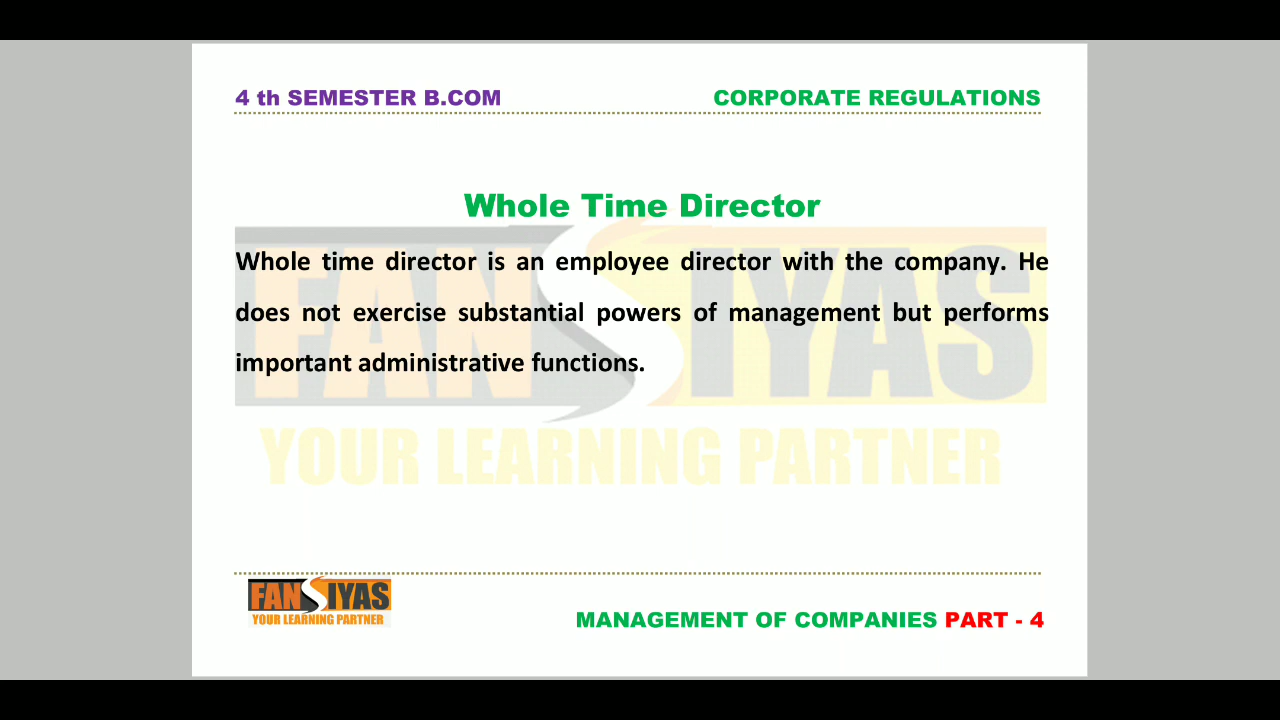 4 th SEMESTER B.COM
CORPORATE REGULATIONS
Whole Time Director
Whole time director is an employee director with the company. He
does not exercise substantial powers of management but performs
important administrative functions.
FANSIYAS
YOUR LEARNING PARTNER
FANSIYAS
YOUR LEARNING PARTNER
MANAGEMENT OF COMPANIES PART - 4